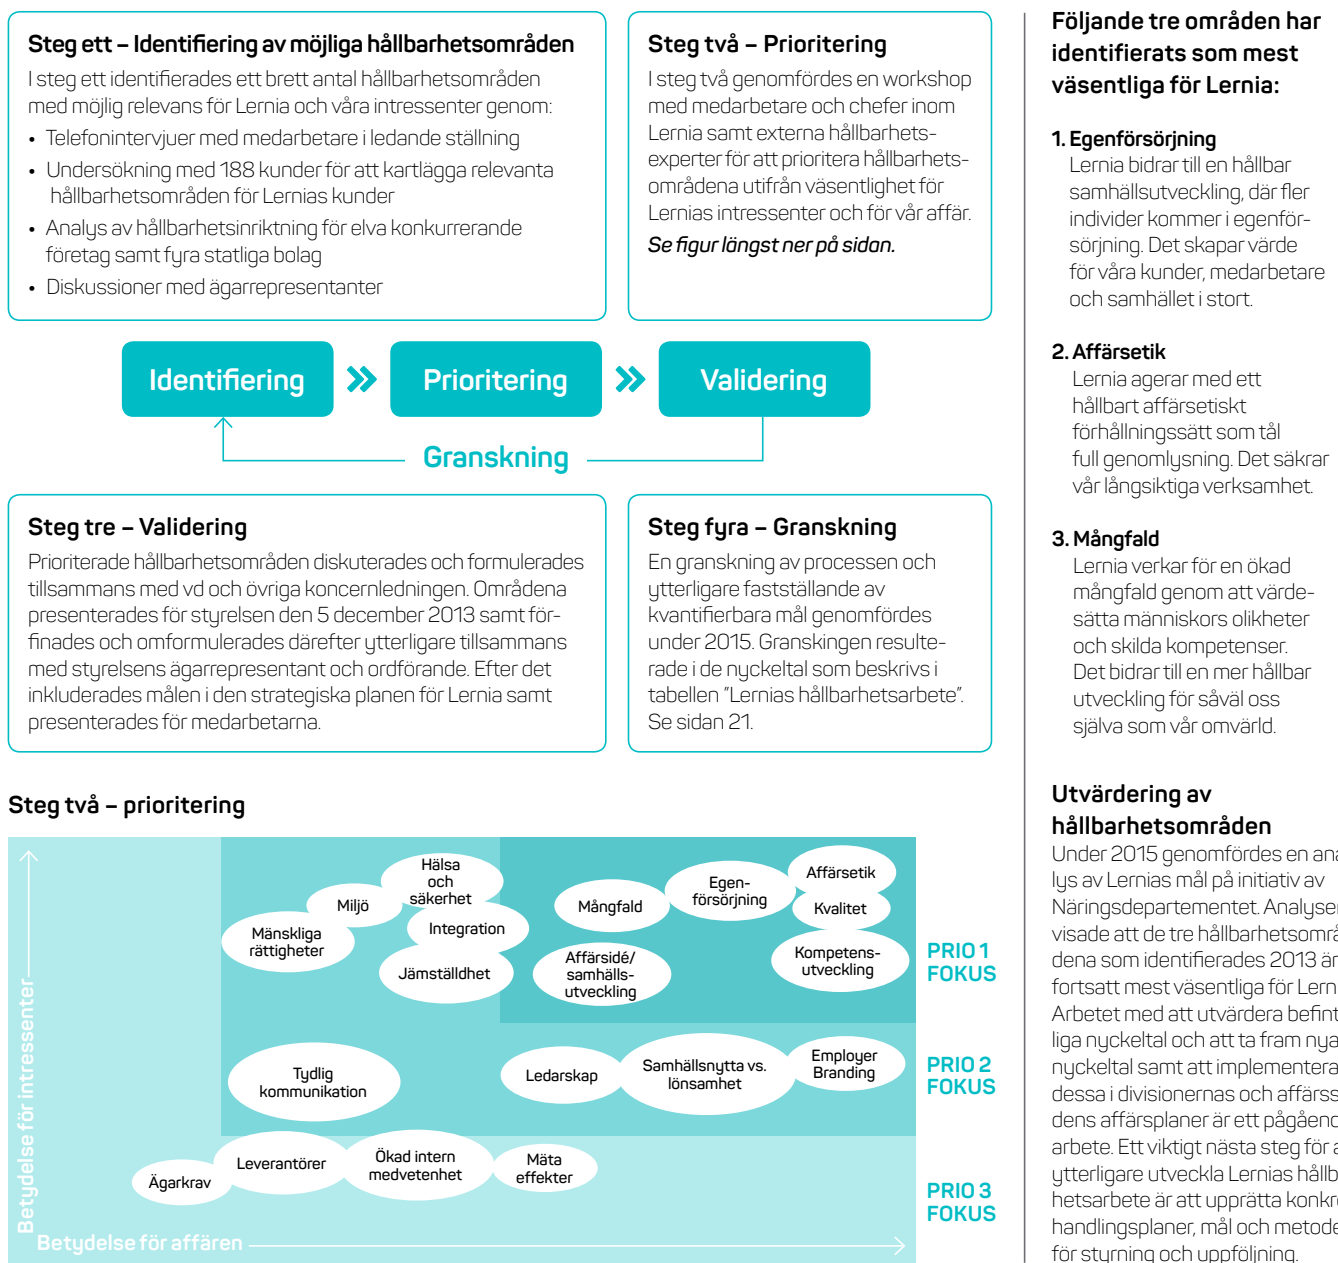 Steg ett – Identifiering av möjliga hållbarhetsområden
I steg ett identifierades ett brett antal hållbarhetsområden
med möjlig relevans för Lernia och våra intressenter genom:
• Telefonintervjuer med medarbetare i ledande ställning
• Undersökning med 188 kunder för att kartlägga relevanta
hållbarhetsområden för Lernias kunder
• Analys av hållbarhetsinriktning för elva konkurrerande
företag samt fyra statliga bolag
• Diskussioner med ägarrepresentanter
Steg två – Prioritering
I steg två genomfördes en workshop
med medarbetare och chefer inom
Lernia samt externa hållbarhets-
experter för att prioritera hållbarhets-
områdena utifrån väsentlighet för
Lernias intressenter och för vår affär.
Se figur längst ner på sidan.
Identifiering
Prioritering
Validering
Granskning
Steg tre – Validering
Prioriterade hållbarhetsområden diskuterades och formulerades
tillsammans med vd och övriga koncernledningen. Områdena
presenterades för styrelsen den 5 december 2013 samt för-
finades och omformulerades därefter ytterligare tillsammans
med styrelsens ägarrepresentant och ordförande. Efter det
inkluderades målen i den strategiska planen för Lernia samt
presenterades för medarbetarna.
Steg fyra – Granskning
En granskning av processen och
ytterligare fastställande av
kvantifierbara mål genomfördes
under 2015. Granskingen resulte-
rade i de nyckeltal som beskrivs i
tabellen ”Lernias hållbarhetsarbete”.
Se sidan 21.
Steg två – prioritering
Betydelse för intressenter
Hälsa
och
säkerhet
Miljö
Mänskliga
rättigheter
Integration
Jämställdhet
Mångfald
Egen-
försörjning
Affärsetik
Kvalitet
Affärsidé/
samhälls-
utveckling
Kompetens-
utveckling
PRIO 1
FOKUS
Tydlig
kommunikation
Ledarskap
Samhällsnytta vs.
lönsamhet
Employer
Branding
PRIO 2
FOKUS
Ägarkrav
Leverantörer
Ökad intern
medvetenhet
Mäta
effekter
PRIO 3
FOKUS
Betydelse för affären
Följande tre områden har
identifierats som mest
väsentliga för Lernia:
1. Egenförsörjning
Lernia bidrar till en hållbar
samhällsutveckling, där fler
individer kommer i egenför-
sörjning. Det skapar värde
för våra kunder, medarbetare
och samhället i stort.
2. Affärsetik
Lernia agerar med ett
hållbart affärsetiskt
förhållningssätt som tål
full genomlysning. Det säkrar
vår långsiktiga verksamhet.
3. Mångfald
Lernia verkar för en ökad
mångfald genom att värde-
sätta människors olikheter
och skilda kompetenser.
Det bidrar till en mer hållbar
utveckling för såväl oss
själva som vår omvärld.
Utvärdering av
hållbarhetsområden
Under 2015 genomfördes en
lys av Lernias mål på initiativ av
Näringsdepartementet.
visade att de tre
dena som identifierades 2013 är
fortsatt mest väsentliga för
Arbetet med att utvärdera
liga nyckeltal och att ta fram nya
nyckeltal samt att implementera
dessa i divisionernas och
dens affärsplaner är ett
arbete. Ett viktigt nästa steg för
ytterligare utveckla Lernias
hetsarbete är att upprätta
handlingsplaner, mål och
för styrning och uppföljning.